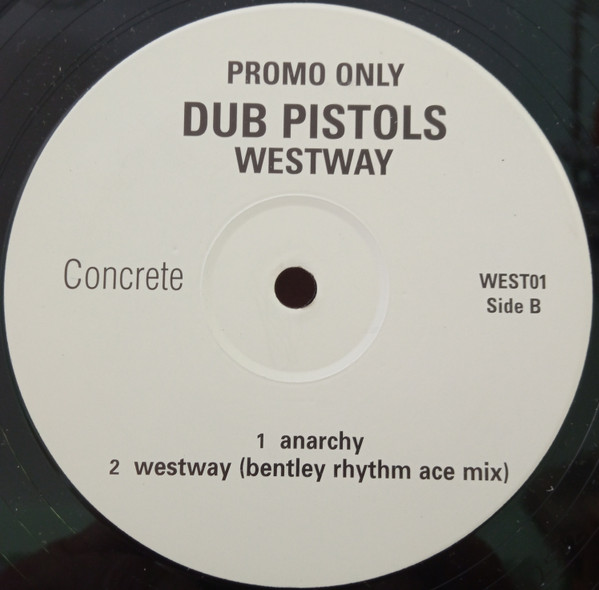 PROMO ONLY
DUB PISTOLS
WESTWAY
Concrete
WEST01
Side B
1 anarchy
2 westway (bentley rhythm ace mix)